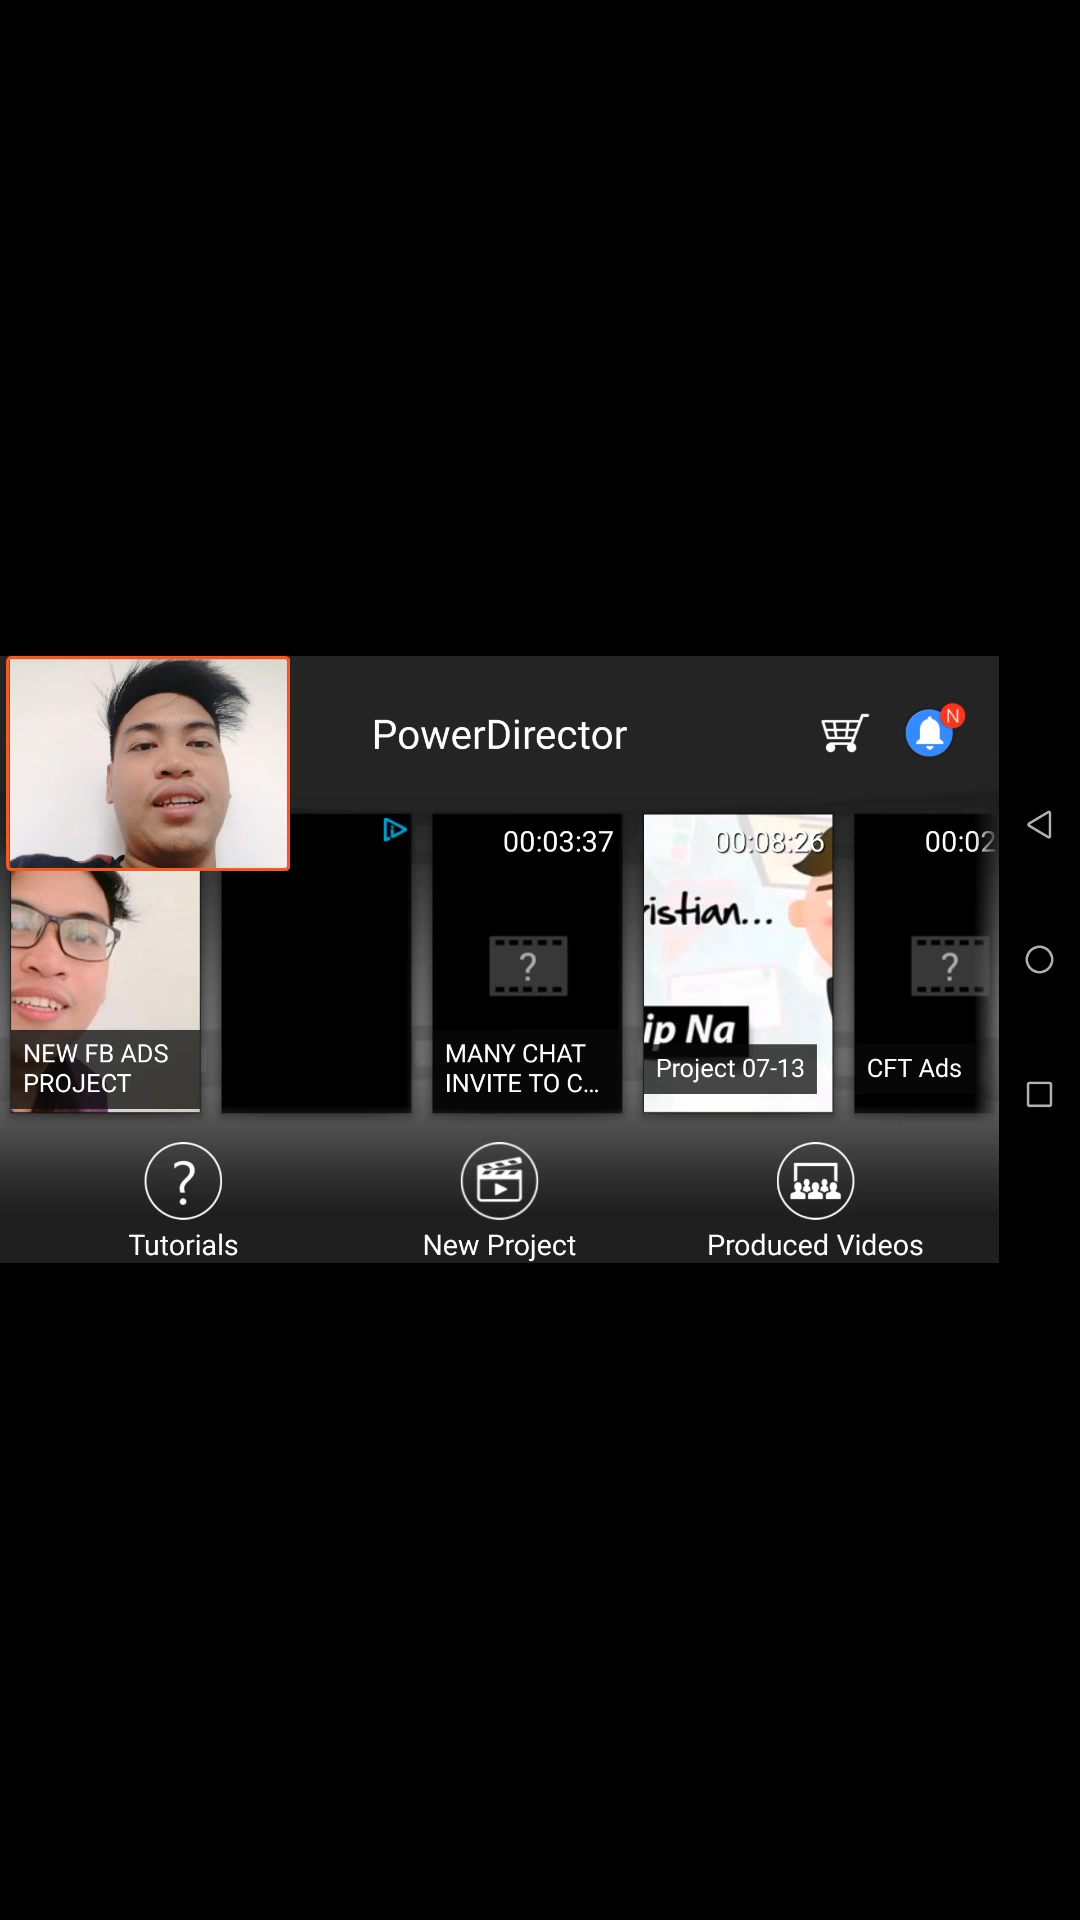 PowerDirector
N
00:03:37
00:08:26
00:02
ristian...
?
?
ip Na
NEW FB ADS
PROJECT
MANY CHAT
INVITE TO C...
Project 07-13
CFT Ads
?
Tutorials
New Project
Produced Videos